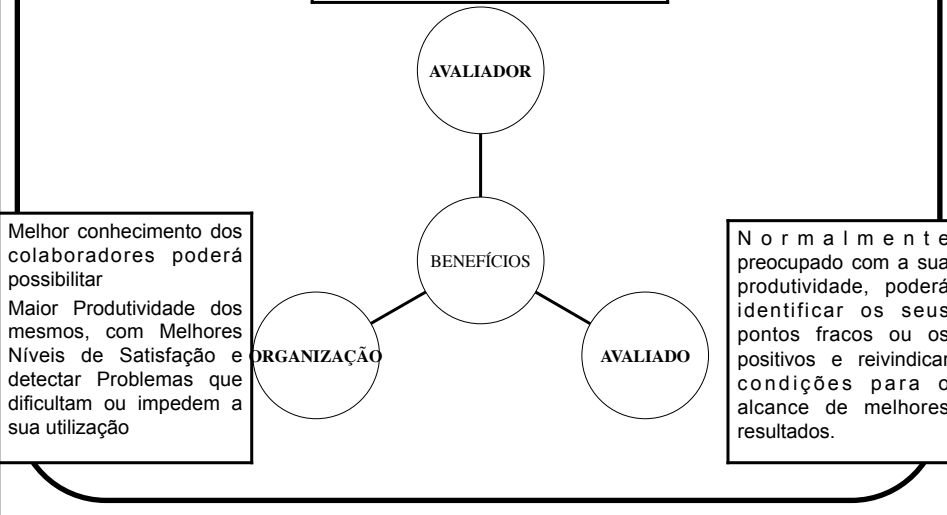 AVALIADOR
BENEFÍCIOS
Melhor conhecimento dos
colaboradores poderá
possibilitar
Maior Produtividade dos
mesmos, com Melhores
Níveis de Satisfação e
detectar Problemas que
dificultam ou impedem a
sua utilização
ORGANIZAÇÃO
AVALIADO
Normalmente
preocupado com a sua
produtividade, poderá
identificar os seus
pontos fracos ou os
positivos e reivindicar
condições para o
alcance de melhores
resultados.